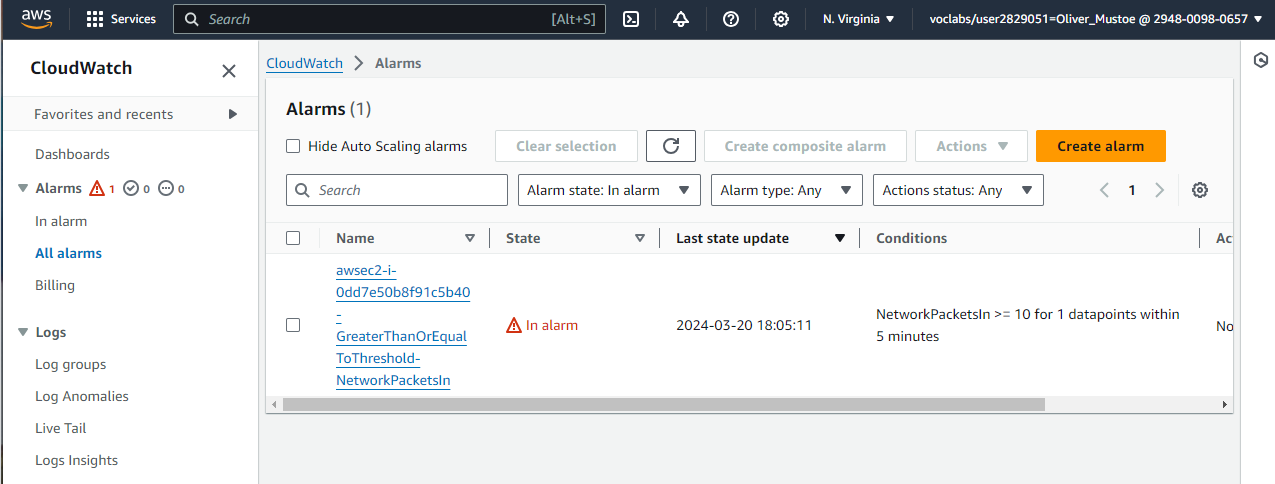 aws
Services
Search
[Alt+S]
N. Virginia
voclabs/user2829051=Oliver_Mustoe @ 2948-0098-0657
CloudWatch
Favorites and recents
Dashboards
Alarms 1 0 0
In alarm
All alarms
Billing
Logs
Log groups
Log Anomalies
Live Tail
Logs Insights
CloudWatch > Alarms
Alarms (1)
Hide Auto Scaling alarms
Clear selection
Create composite alarm
Actions
Create alarm
Search
Alarm state: In alarm
Alarm type: Any
Actions status: Any
1
Name
State
Last state update
Conditions
Ac
awsec2-i-
0dd7e50b8f91c5b40
-
GreaterThanOrEqual
ToThreshold-
NetworkPacketsIn
In alarm
2024-03-20 18:05:11
NetworkPacketsIn >= 10 for 1 datapoints within
5 minutes
No